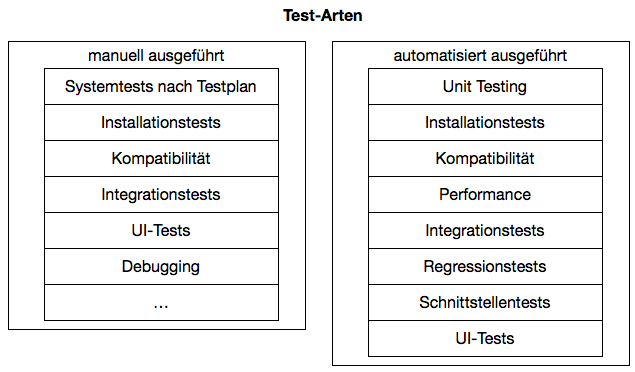 Test-Arten
manuell ausgeführt
Systemtests nach Testplan
Installationstests
Kompatibilität
Integrationstests
UI-Tests
Debugging
…
automatisiert ausgeführt
Unit Testing
Installationstests
Kompatibilität
Performance
Integrationstests
Regressionstests
Schnittstellentests
UI-Tests